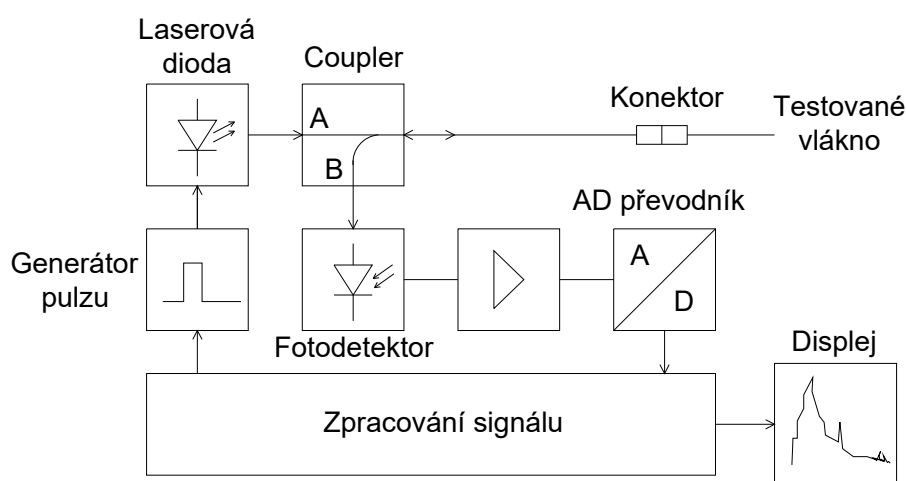 Laserová
dioda
Coupler
Konektor
Testované
vlákno
A
B
AD převodník
Generátor
pulzu
A
D
Fotodetektor
Displej
Zpracování signálu